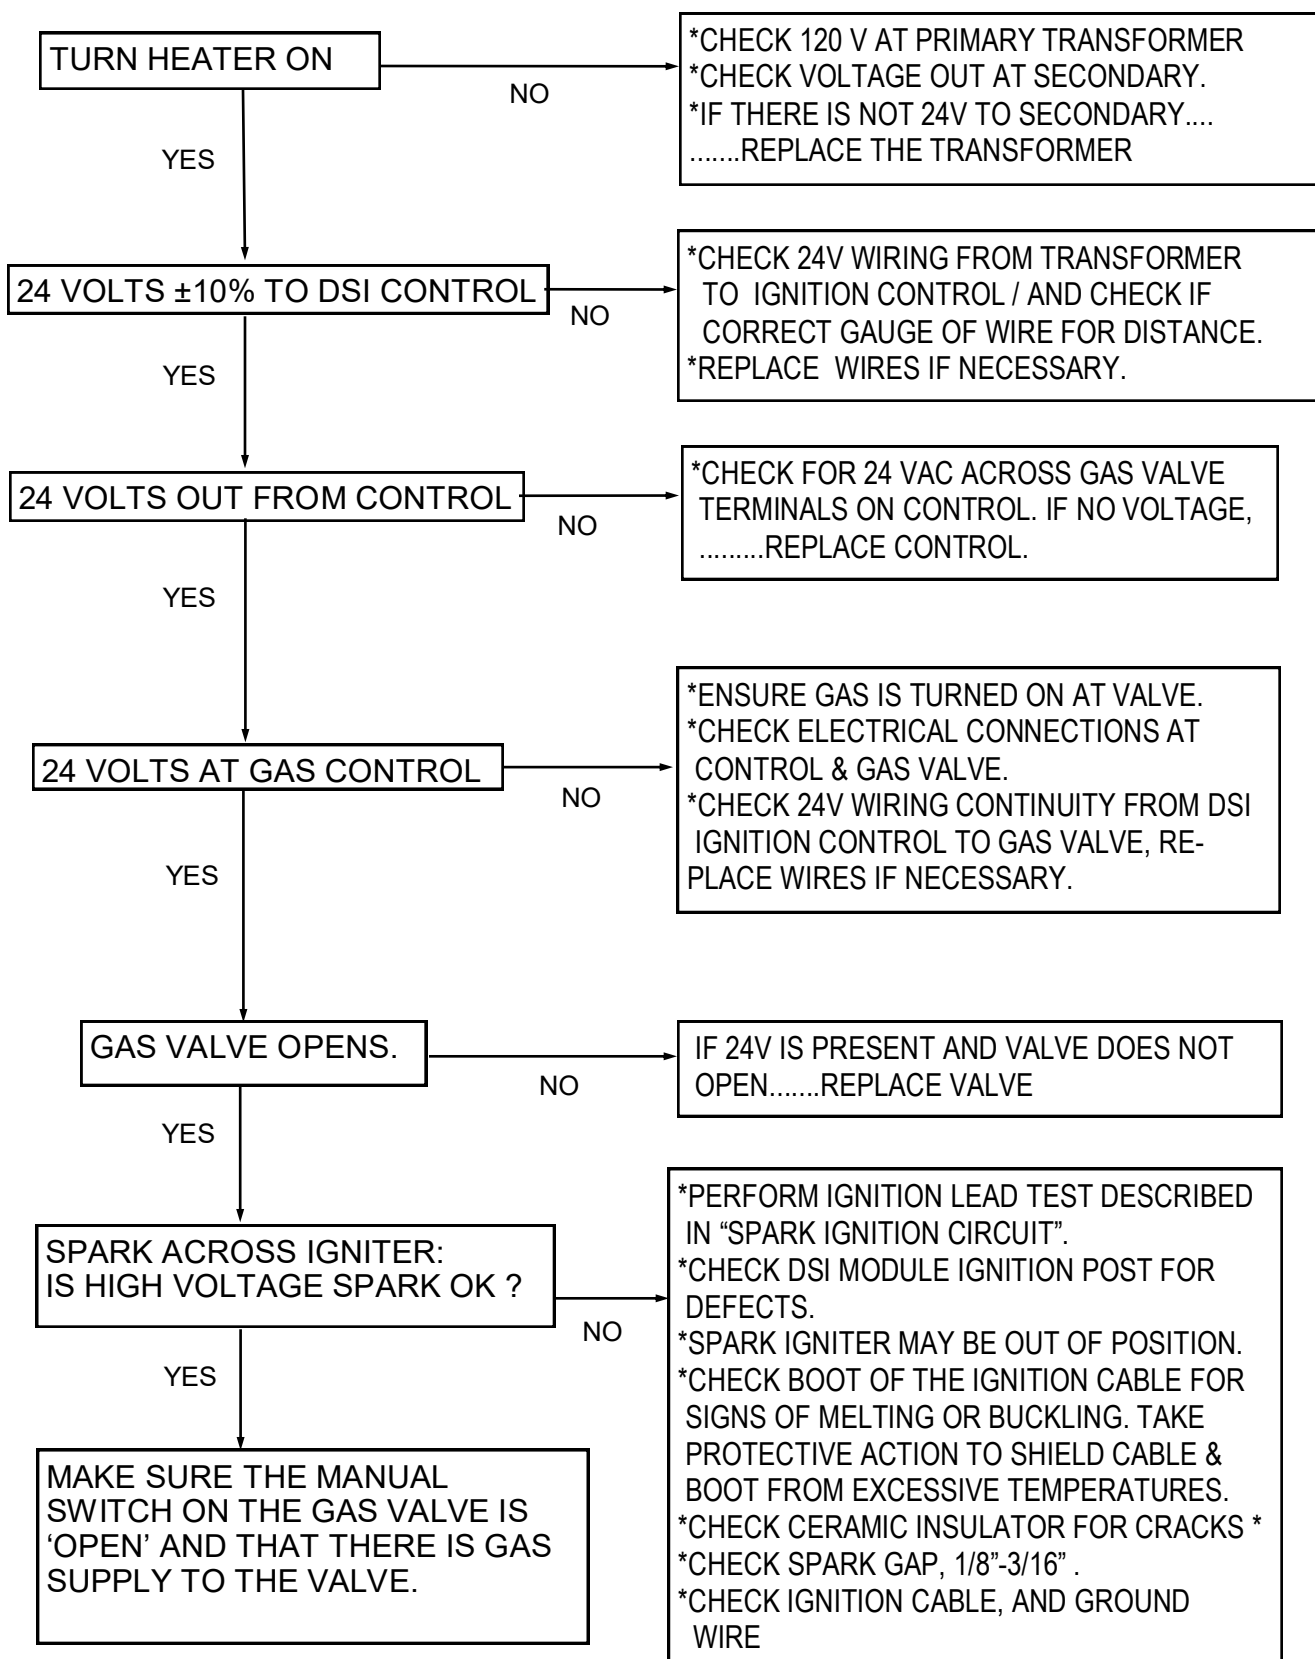 TURN HEATER ON
NO
YES
*CHECK 120 V AT PRIMARY TRANSFORMER
*CHECK VOLTAGE OUT AT SECONDARY.
*IF THERE IS NOT 24V TO SECONDARY....
.......REPLACE THE TRANSFORMER
24 VOLTS ±10% TO DSI CONTROL
NO
YES
*CHECK 24V WIRING FROM TRANSFORMER
TO IGNITION CONTROL / AND CHECK IF
CORRECT GAUGE OF WIRE FOR DISTANCE.
*REPLACE WIRES IF NECESSARY.
24 VOLTS OUT FROM CONTROL
NO
YES
*CHECK FOR 24 VAC ACROSS GAS VALVE
TERMINALS ON CONTROL. IF NO VOLTAGE,
.........REPLACE CONTROL.
24 VOLTS AT GAS CONTROL
NO
YES
*ENSURE GAS IS TURNED ON AT VALVE.
*CHECK ELECTRICAL CONNECTIONS AT
CONTROL & GAS VALVE.
*CHECK 24V WIRING CONTINUITY FROM DSI
IGNITION CONTROL TO GAS VALVE, RE-
PLACE WIRES IF NECESSARY.
GAS VALVE OPENS.
NO
YES
IF 24V IS PRESENT AND VALVE DOES NOT
OPEN.......REPLACE VALVE
SPARK ACROSS IGNITER:
IS HIGH VOLTAGE SPARK OK ?
NO
YES
*PERFORM IGNITION LEAD TEST DESCRIBED
IN “SPARK IGNITION CIRCUIT”.
*CHECK DSI MODULE IGNITION POST FOR
DEFECTS.
*SPARK IGNITER MAY BE OUT OF POSITION.
*CHECK BOOT OF THE IGNITION CABLE FOR
SIGNS OF MELTING OR BUCKLING. TAKE
PROTECTIVE ACTION TO SHIELD CABLE &
BOOT FROM EXCESSIVE TEMPERATURES.
*CHECK CERAMIC INSULATOR FOR CRACKS *
*CHECK SPARK GAP, 1/8”-3/16” .
*CHECK IGNITION CABLE, AND GROUND
WIRE
MAKE SURE THE MANUAL
SWITCH ON THE GAS VALVE IS
‘OPEN’ AND THAT THERE IS GAS
SUPPLY TO THE VALVE.